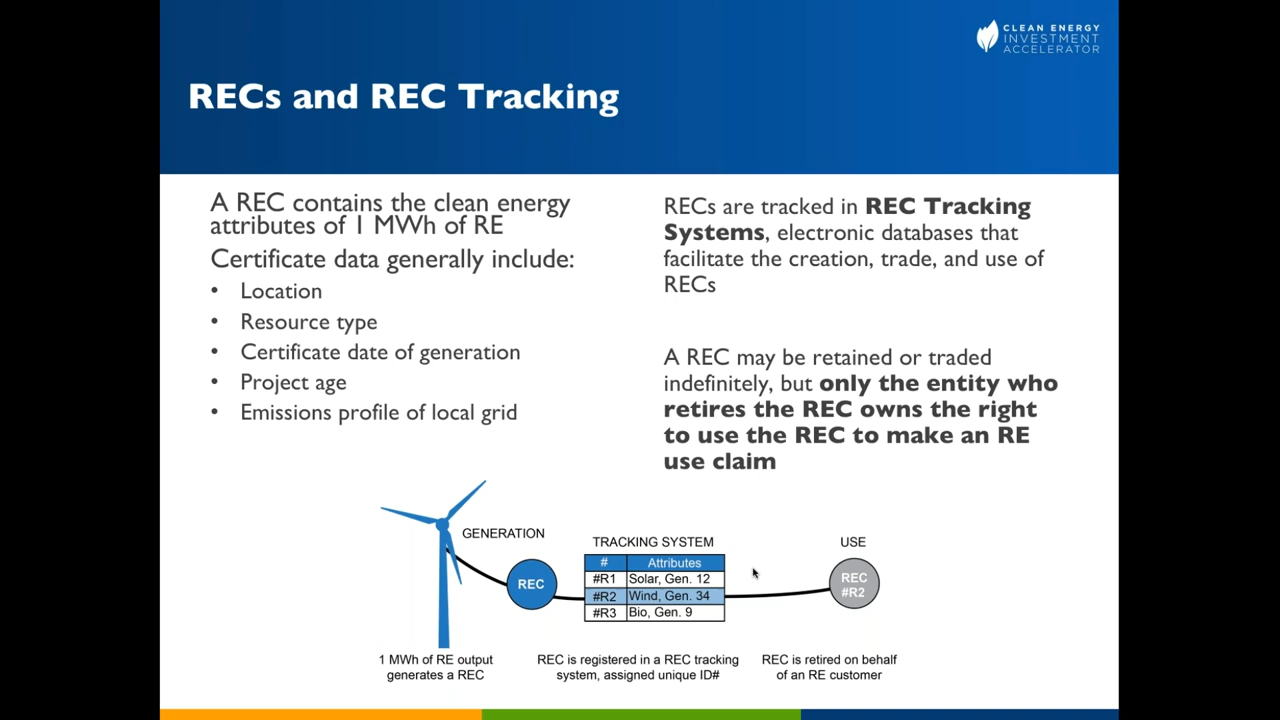 CLEAN ENERGY
INVESTMENT
ACCELERATOR
RECs and REC Tracking
A REC contains the clean energy
attributes of 1 MWh of RE
Certificate data generally include:
• Location
• Resource type
• Certificate date of generation
• Project age
• Emissions profile of local grid
RECs are tracked in REC Tracking
Systems, electronic databases that
facilitate the creation, trade, and use of
RECs
A REC may be retained or traded
indefinitely, but only the entity who
retires the REC owns the right
to use the REC to make an RE
use claim
GENERATION
REC
1 MWh of RE output
generates a REC
TRACKING SYSTEM
# Attributes
#R1 Solar, Gen. 12
#R2 Wind, Gen. 34
#R3 Bio, Gen. 9
REC is registered in a REC tracking
system, assigned unique ID#
USE
REC
#R2
REC is retired on behalf
of an RE customer